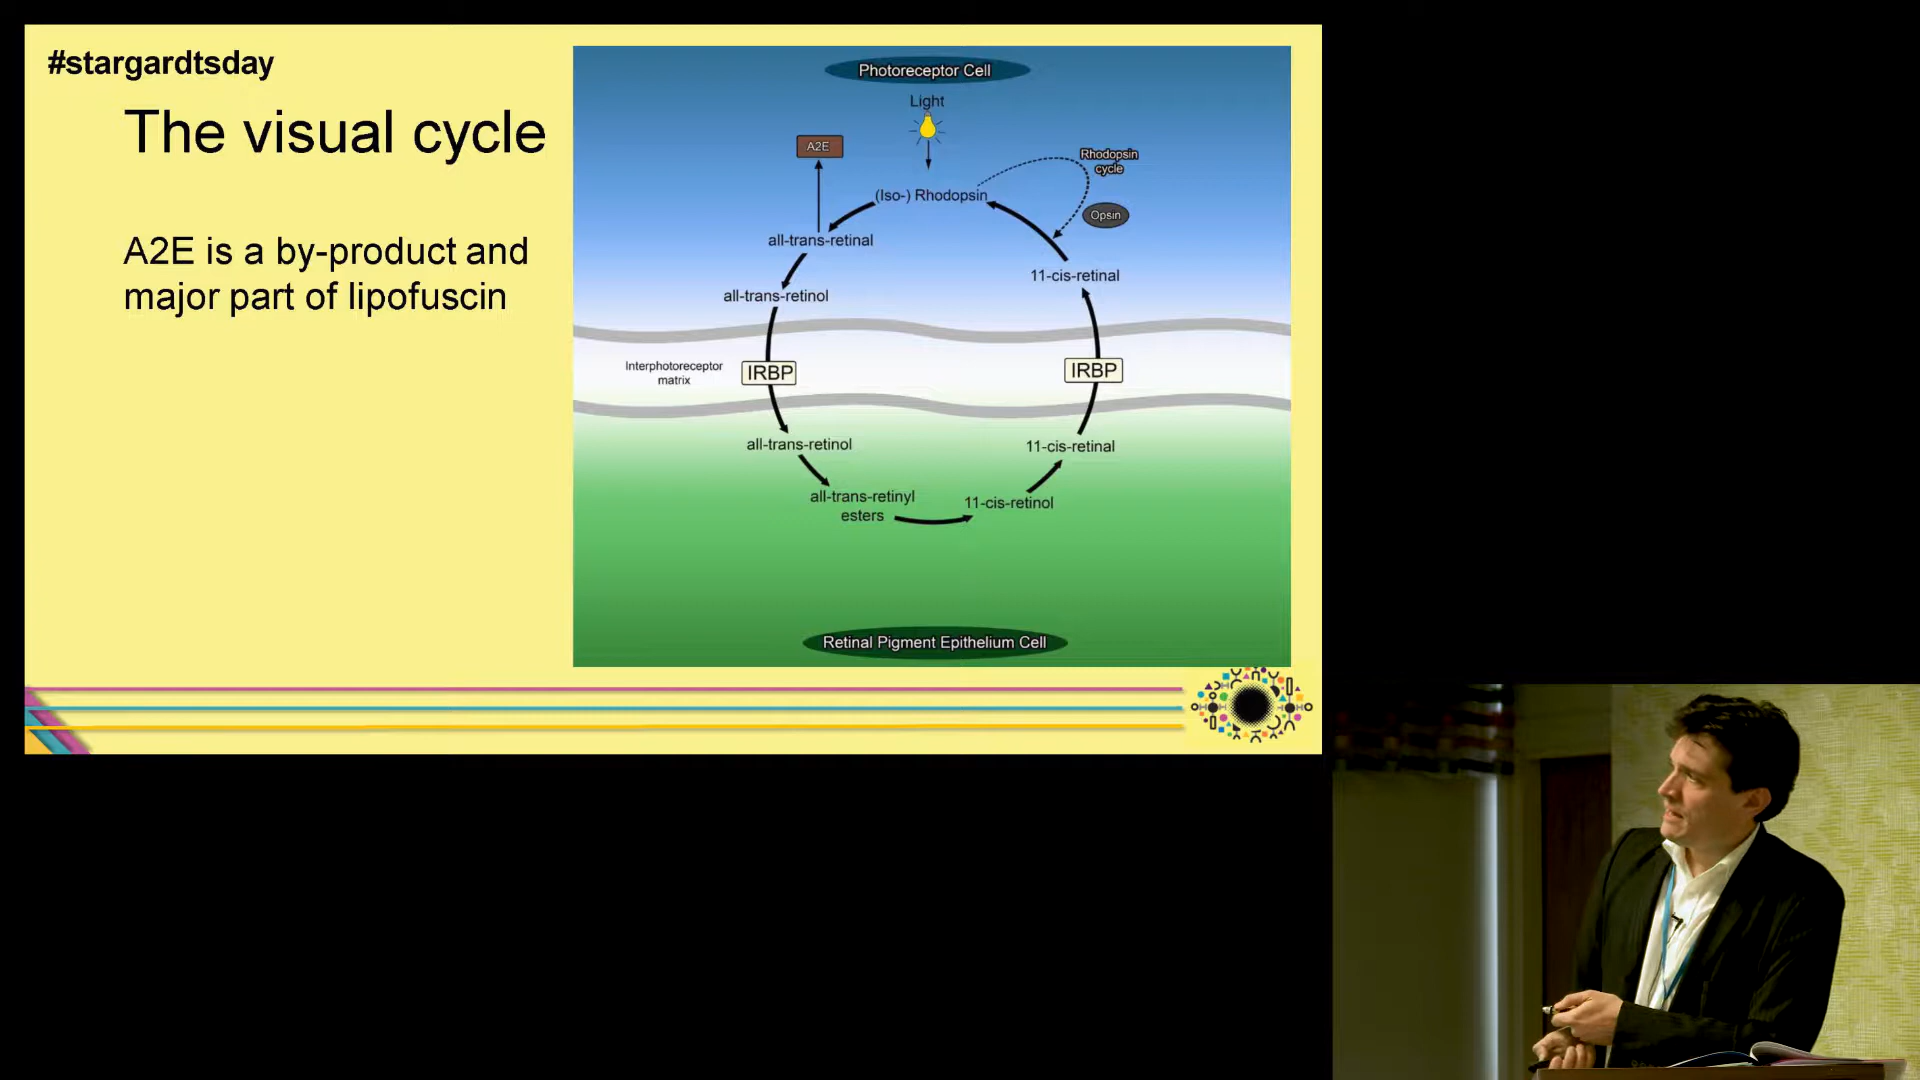 #stargardtsday
The visual cycle
A2E is a by-product and
major part of lipofuscin
Photoreceptor Cell
Light
A2E
Rhodopsin
cycle
(Iso-) Rhodopsin
Opsin
all-trans-retinal
11-cis-retinal
all-trans-retinol
Interphotoreceptor
matrix
IRBP
IRBP
all-trans-retinol
11-cis-retinal
all-trans-retinyl
esters
11-cis-retinol
Retinal Pigment Epithelium Cell